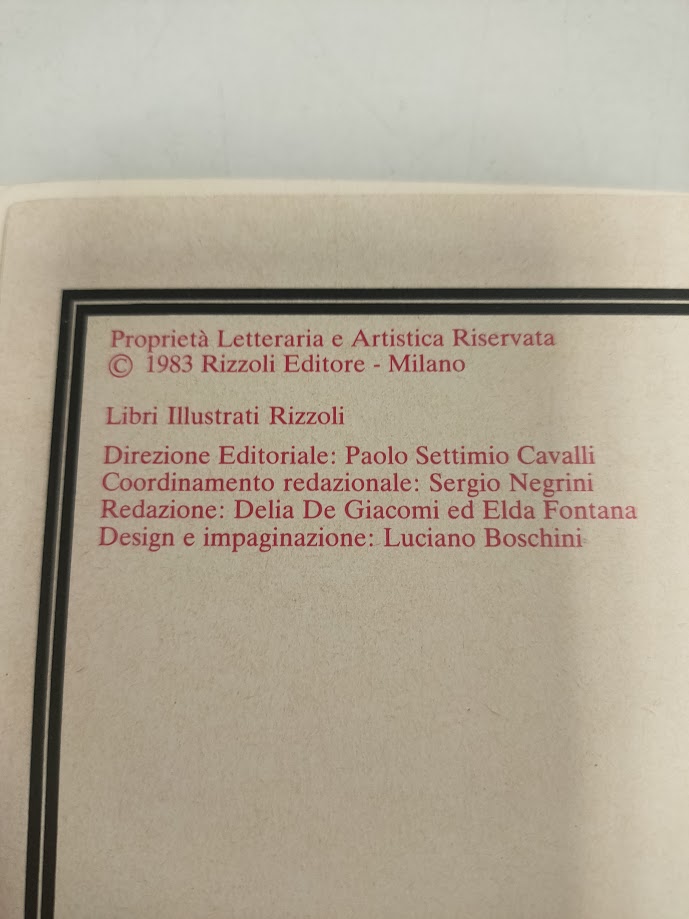 Proprietà Letteraria e Artistica Riservata
© 1983 Rizzoli Editore - Milano
Libri Illustrati Rizzoli
Direzione Editoriale: Paolo Settimio Cavalli
Coordinamento redazionale: Sergio Negrini
Redazione: Delia De Giacomi ed Elda Fontana
Design e impaginazione: Luciano Boschini